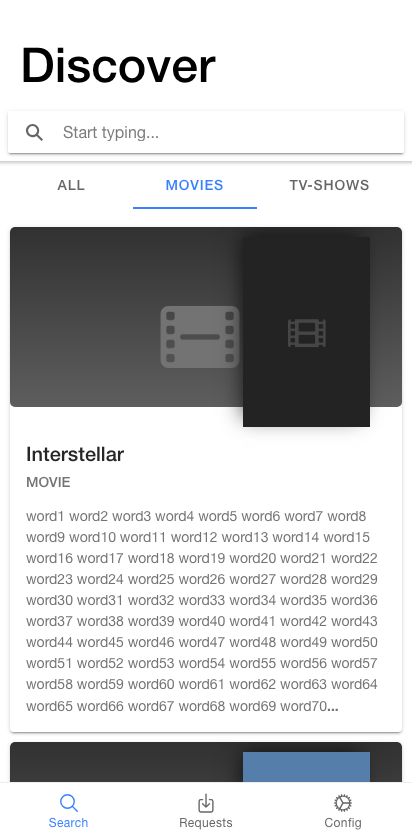 Discover
Start typing...
ALL MOVIES TV-SHOWS
Interstellar
MOVIE
word1 word2 word3 word4 word5 word6 word7 word8
word9 word10 word11 word12 word13 word14 word15
word16 word17 word18 word19 word20 word21 word22
word23 word24 word25 word26 word27 word28 word29
word30 word31 word32 word33 word34 word35 word36
word37 word38 word39 word40 word41 word42 word43
word44 word45 word46 word47 word48 word49 word50
word51 word52 word53 word54 word55 word56 word57
word58 word59 word60 word61 word62 word63 word64
word65 word66 word67 word68 word69 word70...
Search Requests Config